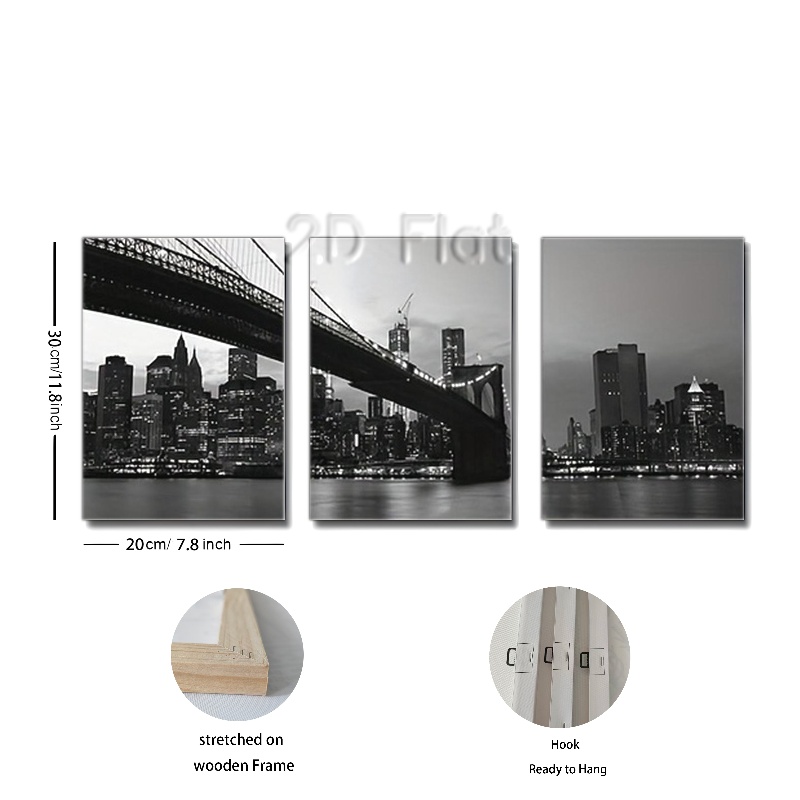 2D Flat
30cm/11.8inch
20cm/ 7.8 inch
stretched on
wooden Frame
Hook
Ready to Hang